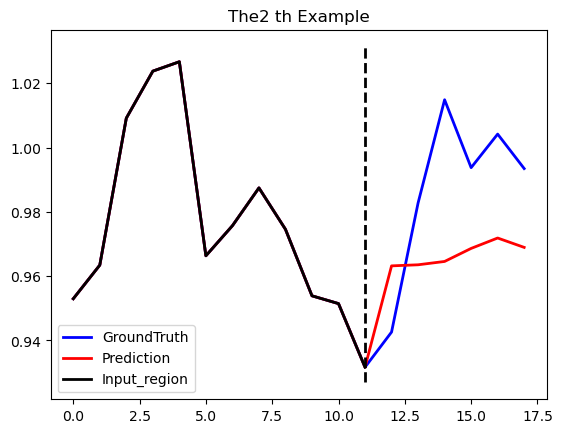 The2 th Example
1.02
1.00
0.98
0.96
0.94
GroundTruth
Prediction
Input_region
0.0 2.5 5.0 7.5 10.0 12.5 15.0 17.5